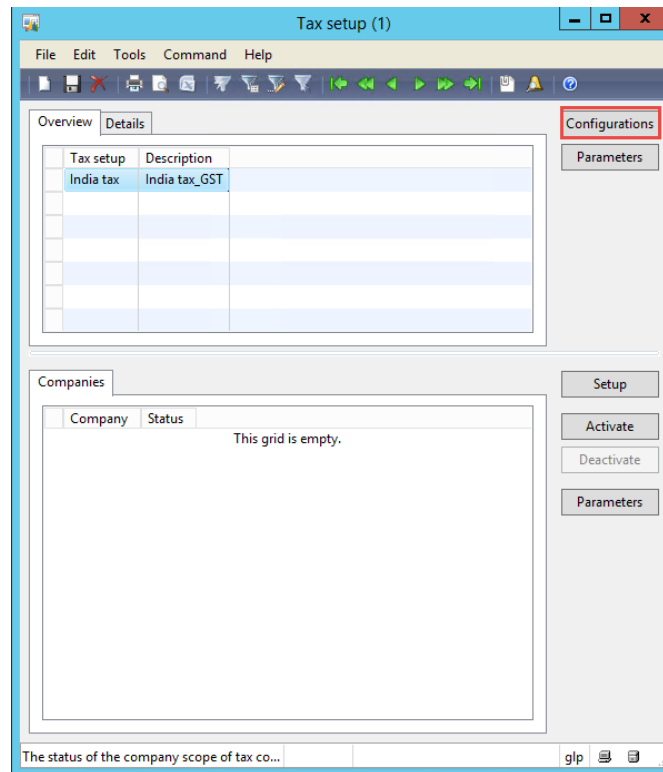 Tax setup (1)
File Edit Tools Command Help
Overview Details
Configurations
Parameters
Tax setup Description
India tax India tax_GST
Companies
Setup
Activate
Deactivate
Parameters
Company Status
This grid is empty.
The status of the company scope of tax co...
glp